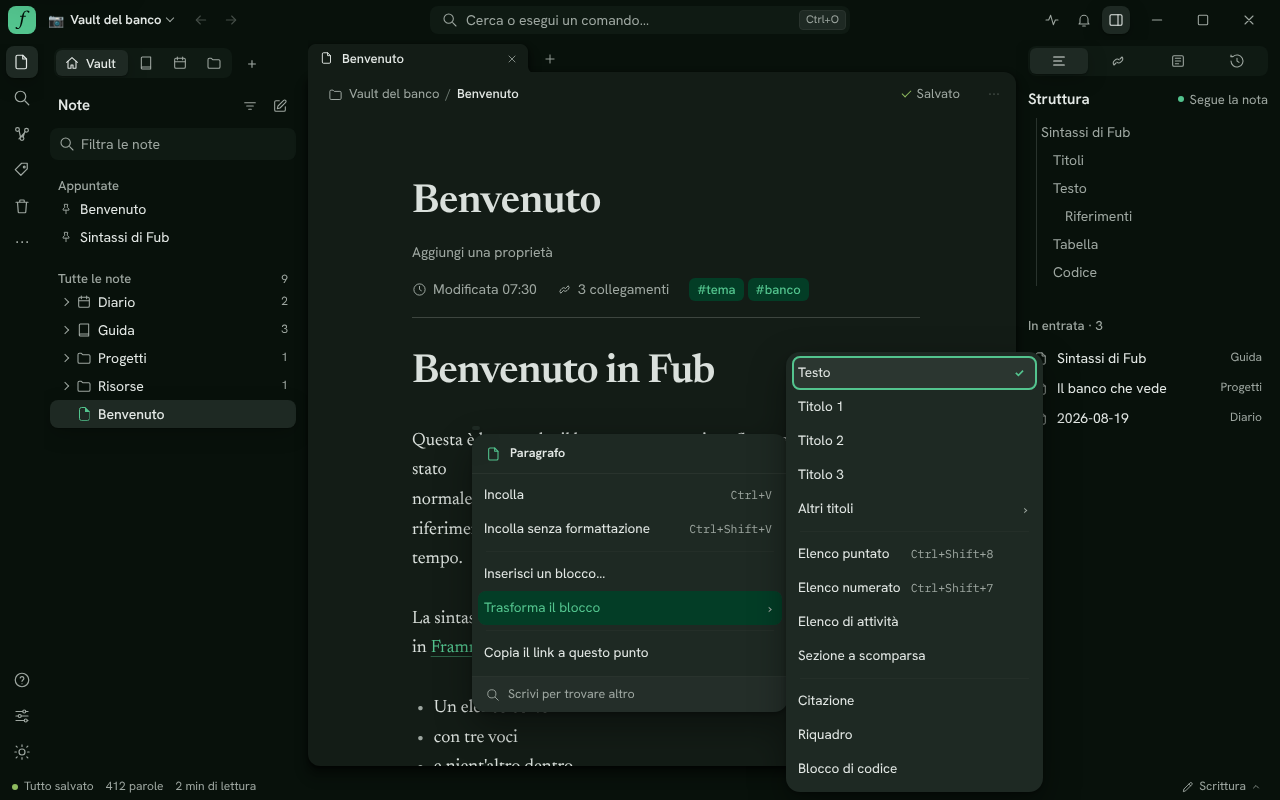 Vault del banco
Cerca o esegui un comando...
Ctrl+O
Vault
Benvenuto
Note
Filtra le note
Appuntate
Benvenuto
Sintassi di Fub
Tutte le note 9
Diario 2
Guida 3
Progetti 1
Risorse 1
Benvenuto
Vault del banco / Benvenuto
Salvato
Benvenuto
Aggiungi una proprietà
Modificata 07:30
3 collegamenti
#tema
#banco
Benvenuto in Fub
Questa è
stato
normale
riferime
tempo.
La sintas
in Framm
Un ele
con tre voci
e nient'altro dentro
Paragrafo
Incolla Ctrl+V
Incolla senza formattazione Ctrl+Shift+V
Inserisci un blocco...
Trasforma il blocco
Copia il link a questo punto
Scrivi per trovare altro
Testo
Titolo 1
Titolo 2
Titolo 3
Altri titoli
Elenco puntato Ctrl+Shift+8
Elenco numerato Ctrl+Shift+7
Elenco di attività
Sezione a scomparsa
Citazione
Riquadro
Blocco di codice
Struttura
Segue la nota
Sintassi di Fub
Titoli
Testo
Riferimenti
Tabella
Codice
In entrata · 3
Sintassi di Fub Guida
Il banco che vede Progetti
2026-08-19 Diario
Tutto salvato
412 parole
2 min di lettura
Scrittura